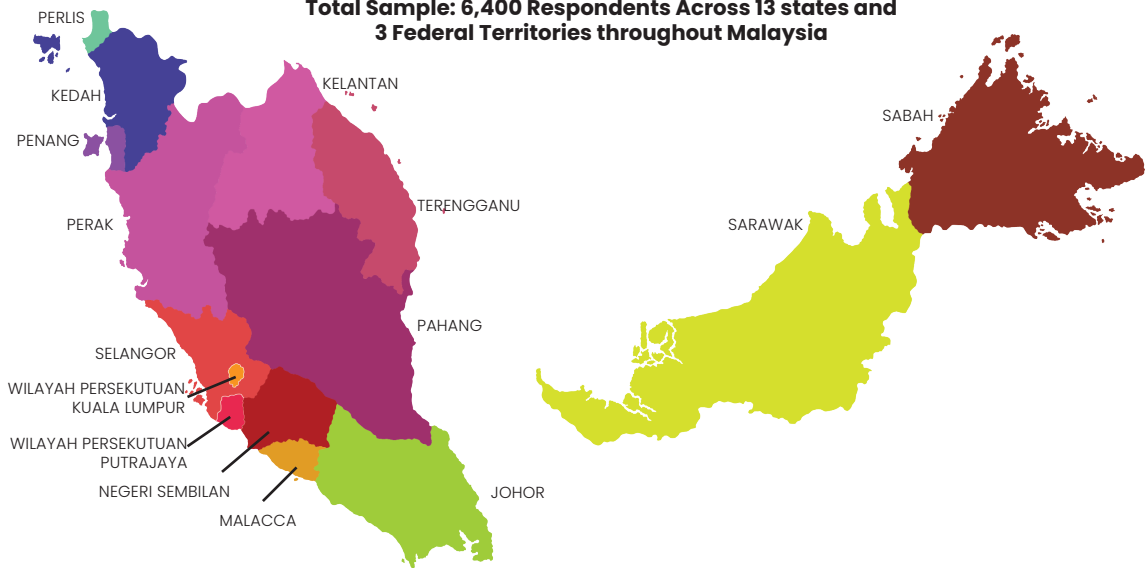 Total Sample: 6,400 Respondents Across 13 states and
3 Federal Territories throughout Malaysia
PERLIS
KEDAH
PENANG
PERAK
KELANTAN
TERENGGANU
PAHANG
SELANGOR
WILAYAH PERSEKUTUAN
KUALA LUMPUR
WILAYAH PERSEKUTUAN
PUTRAJAYA
NEGERI SEMBILAN
MALACCA
JOHOR
SARAWAK
SABAH